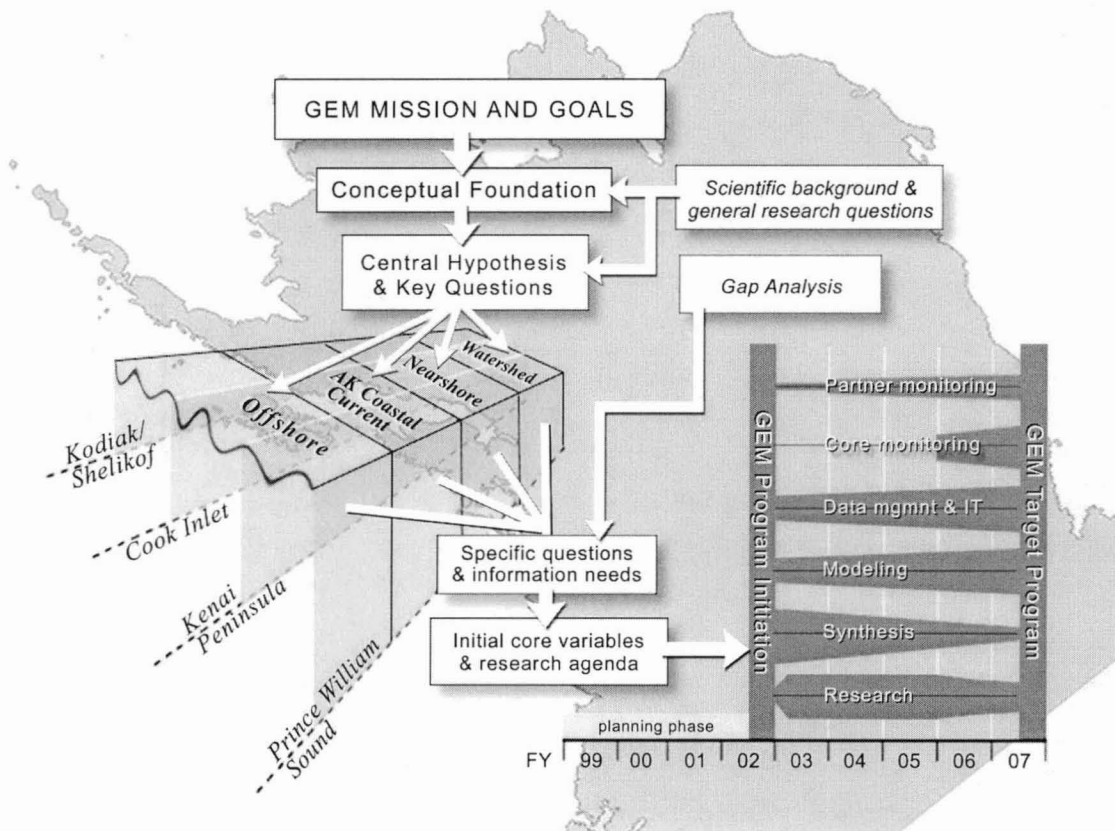 GEM MISSION AND GOALS
Conceptual Foundation
Scientific background &
general research questions
Central Hypothesis
& Key Questions
Gap Analysis
Watershed
Nearshore
AK Coastal
Current
Offshore
Kodiak/
Shelikof
Cook Inlet
Kenai
Peninsula
Prince William
Sound
Specific questions
& information needs
Initial core variables
& research agenda
GEM Program Initiation
Partner monitoring
Core monitoring
Data mgmnt & IT
Modeling
Synthesis
Research
GEM Target Program
planning phase
FY 99 00 01 02 03 04 05 06 07